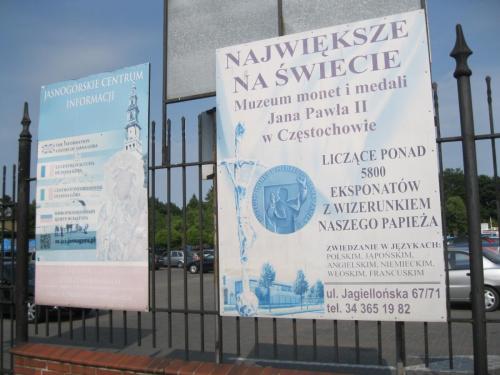 JASNOGÓRSKIE CENTRUM
INFORMACJI
NAJWIĘKSZE
NA ŚWIECIE
Muzeum monet i medali
Jana Pawła II
w Częstochowie
LICZĄCE PONAD
5800
EKSPONATÓW
Z WIZERUNKIEM
NASZEGO PAPIEŻA
ZWIEDZANIE W JĘZYKACH:
POLSKIM, JAPOŃSKIM,
ANGIELSKIM, NIEMIECKIM,
WŁOSKIM, FRANCUSKIM
ul. Jagiellońska 67/71
tel. 34 365 19 82